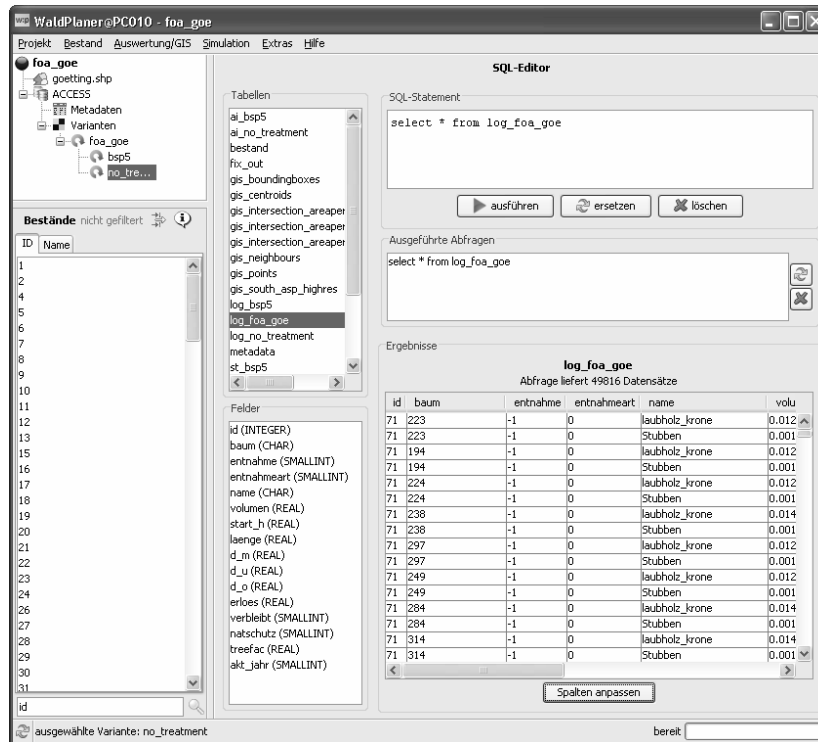 WaldPlaner@PC010 - foa_goe
Projekt Bestand Auswertung/GIS Simulation Extras Hilfe
foa_goe
goetting.shp
ACCESS
Metadaten
Varianten
foa_goe
bsp5
no_tre...
Bestände nicht gefiltert
ID Name
1
2
4
5
6
7
8
9
10
11
12
13
15
16
17
18
19
20
21
22
23
24
26
27
28
29
30
31
id
SQL-Editor
Tabellen
ai_bsp5
ai_no_treatment
bestand
fix_out
gis_boundingboxes
gis_centroids
gis_intersection_areaper
gis_intersection_areaper
gis_intersection_areaper
gis_neighbours
gis_points
gis_south_asp_highres
log_bsp5
log_foa_goe
log_no_treatment
metadata
st_bsp5
Felder
id (INTEGER)
baum (CHAR)
entnahme (SMALLINT)
entnahmeart (SMALLINT)
name (CHAR)
volumen (REAL)
start_h (REAL)
laenge (REAL)
d_m (REAL)
d_u (REAL)
d_o (REAL)
erloes (REAL)
verbleibt (SMALLINT)
natschutz (SMALLINT)
treefac (REAL)
akt_jahr (SMALLINT)
SQL-Statement
select * from log_foa_goe
ausführen ersetzen löschen
Ausgeführte Abfragen
select * from log_foa_goe
Ergebnisse
log_foa_goe
Abfrage liefert 49816 Datensätze
id baum entnahme entnahmeart name volu
71 223 -1 0 laubholz_krone 0.012
71 223 -1 0 Stubben 0.001
71 194 -1 0 laubholz_krone 0.012
71 194 -1 0 Stubben 0.001
71 224 -1 0 laubholz_krone 0.012
71 224 -1 0 Stubben 0.001
71 238 -1 0 laubholz_krone 0.014
71 238 -1 0 Stubben 0.001
71 297 -1 0 laubholz_krone 0.012
71 297 -1 0 Stubben 0.001
71 249 -1 0 laubholz_krone 0.012
71 249 -1 0 Stubben 0.001
71 284 -1 0 laubholz_krone 0.014
71 284 -1 0 Stubben 0.001
71 314 -1 0 laubholz_krone 0.014
71 314 -1 0 Stubben 0.001
Spalten anpassen
ausgewählte Variante: no_treatment
bereit